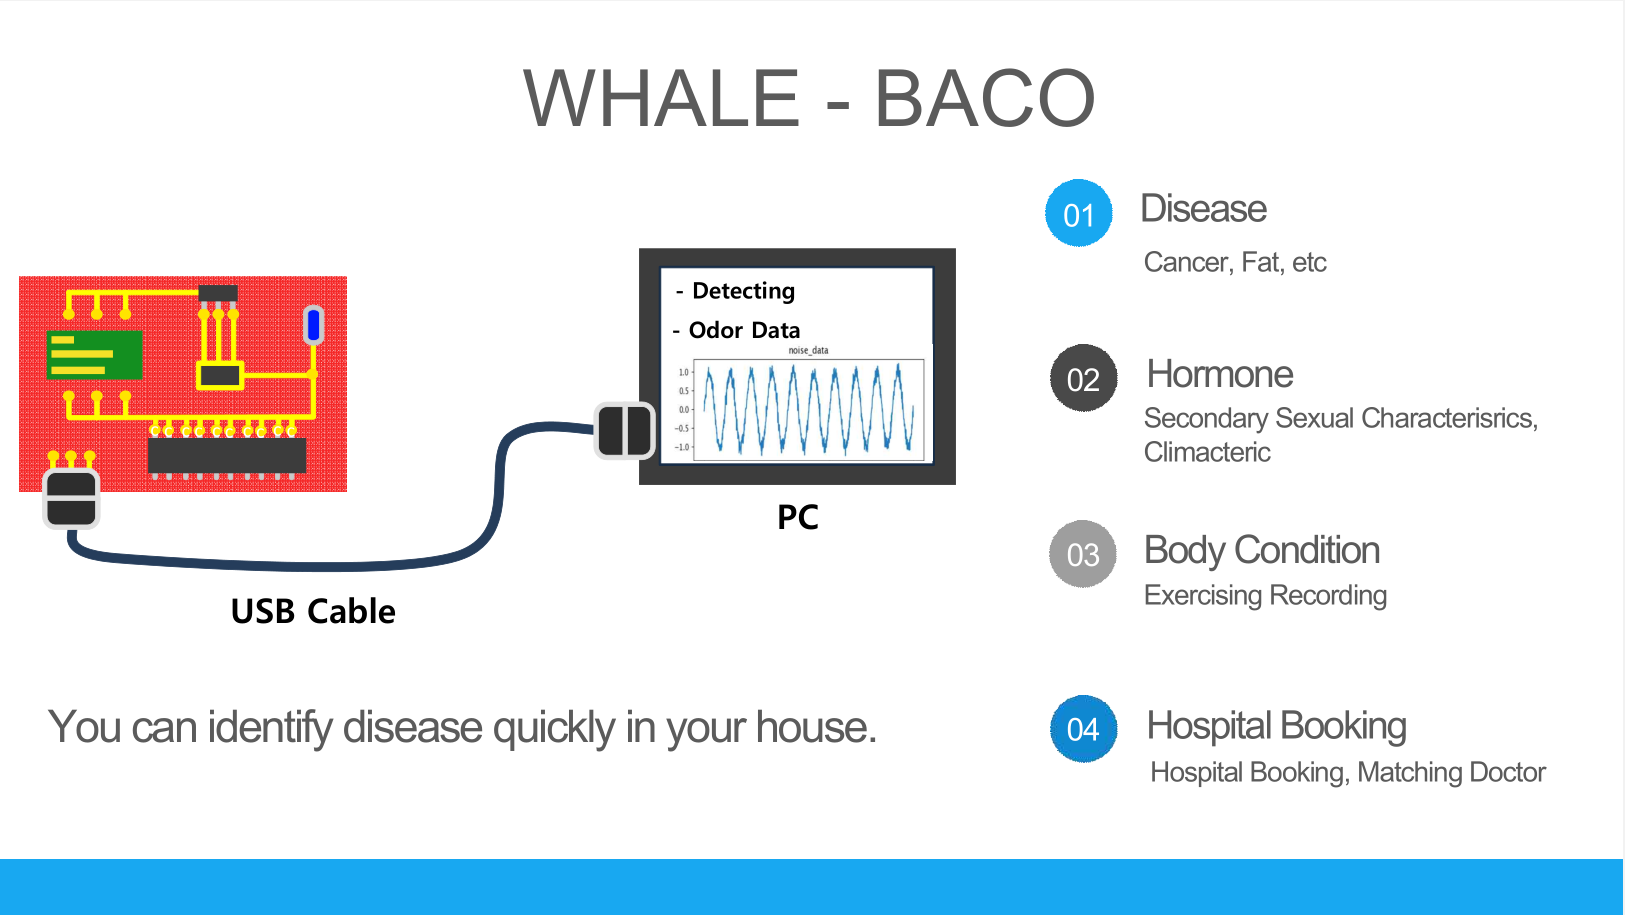 WHALE - BACO
- Detecting
- Odor Data
noise_data
1.0
0.5
0.0
−0.5
−1.0
PC
USB Cable
You can identify disease quickly in your house.
01
Disease
Cancer, Fat, etc
02
Hormone
Secondary Sexual Characterisrics,
Climacteric
03
Body Condition
Exercising Recording
04
Hospital Booking
Hospital Booking, Matching Doctor